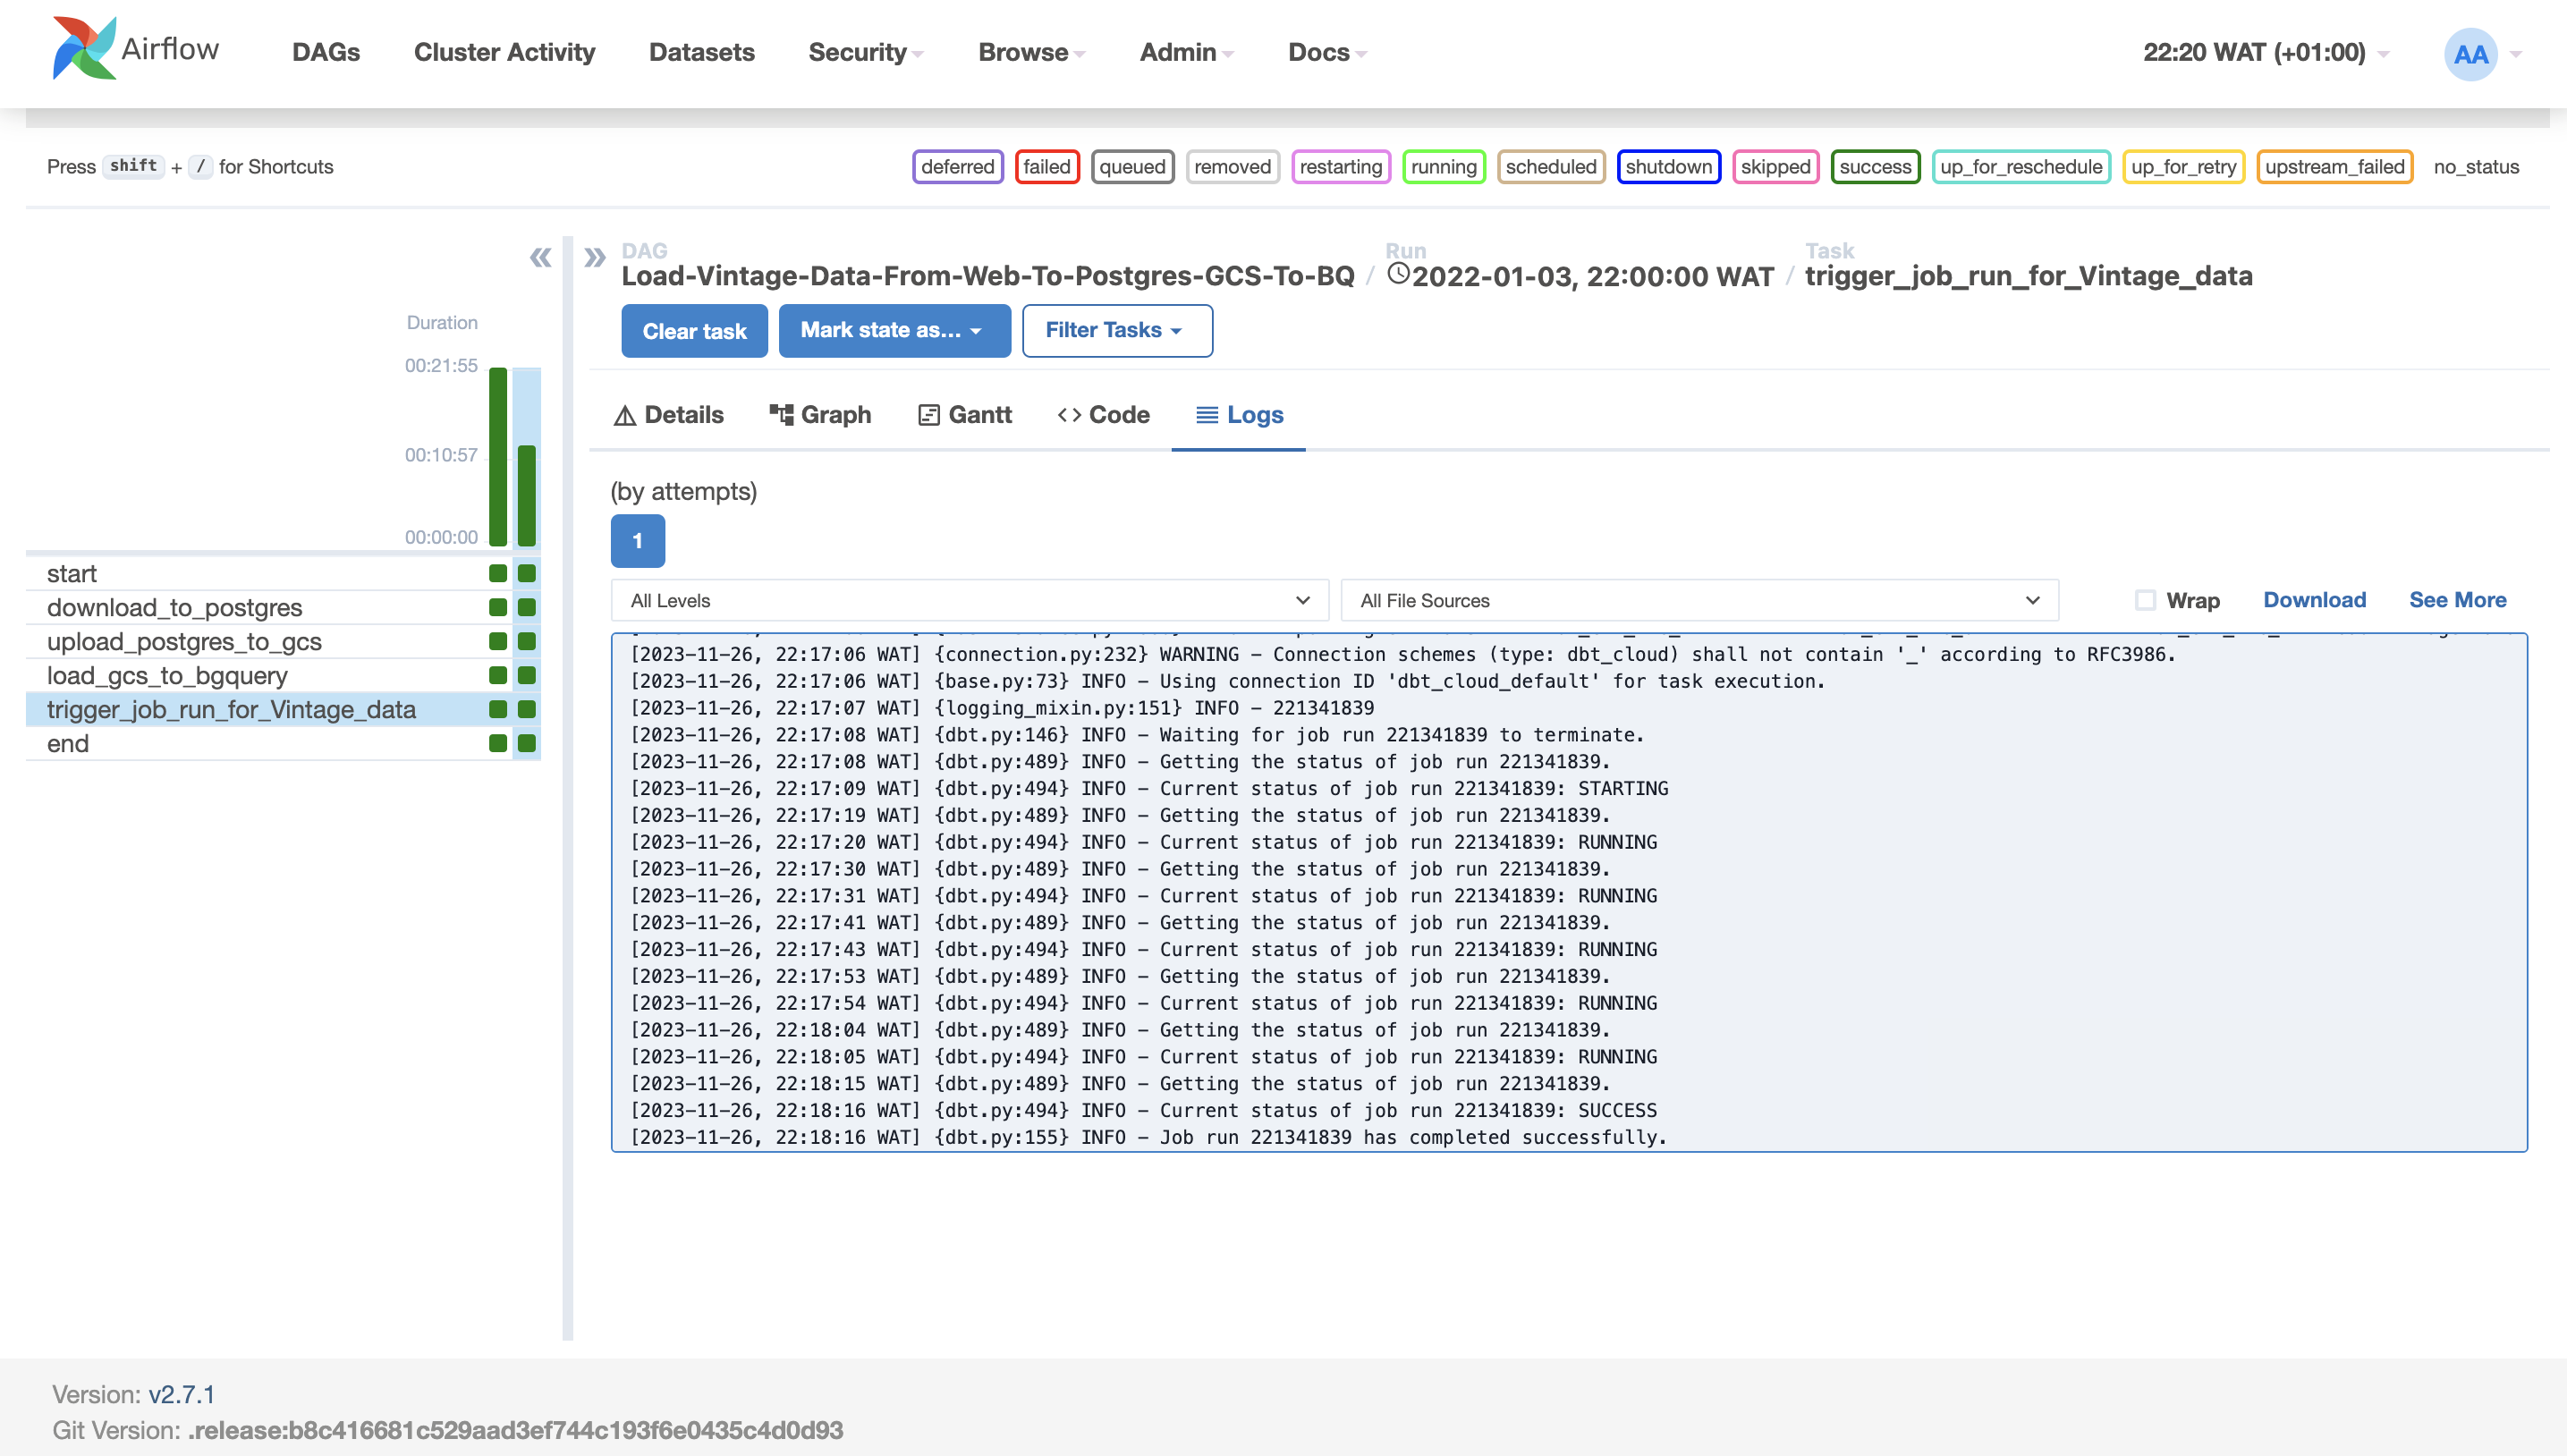 Airflow
DAGs Cluster Activity Datasets Security Browse Admin Docs 22:20 WAT (+01:00) AA
Press shift + / for Shortcuts
deferred failed queued removed restarting running scheduled shutdown skipped success up_for_reschedule up_for_retry upstream_failed no_status
Duration
00:21:55
00:10:57
00:00:00
start
download_to_postgres
upload_postgres_to_gcs
load_gcs_to_bgquery
trigger_job_run_for_Vintage_data
end
DAG Run Task
Load-Vintage-Data-From-Web-To-Postgres-GCS-To-BQ / 2022-01-03, 22:00:00 WAT / trigger_job_run_for_Vintage_data
Clear task Mark state as... Filter Tasks
Details Graph Gantt Code Logs
(by attempts)
1
All Levels All File Sources Wrap Download See More
[2023-11-26, 22:17:06 WAT] {connection.py:232} WARNING - Connection schemes (type: dbt_cloud) shall not contain '_' according to RFC3986.
[2023-11-26, 22:17:06 WAT] {base.py:73} INFO - Using connection ID 'dbt_cloud_default' for task execution.
[2023-11-26, 22:17:07 WAT] {logging_mixin.py:151} INFO - 221341839
[2023-11-26, 22:17:08 WAT] {dbt.py:146} INFO - Waiting for job run 221341839 to terminate.
[2023-11-26, 22:17:08 WAT] {dbt.py:489} INFO - Getting the status of job run 221341839.
[2023-11-26, 22:17:09 WAT] {dbt.py:494} INFO - Current status of job run 221341839: STARTING
[2023-11-26, 22:17:19 WAT] {dbt.py:489} INFO - Getting the status of job run 221341839.
[2023-11-26, 22:17:20 WAT] {dbt.py:494} INFO - Current status of job run 221341839: RUNNING
[2023-11-26, 22:17:30 WAT] {dbt.py:489} INFO - Getting the status of job run 221341839.
[2023-11-26, 22:17:31 WAT] {dbt.py:494} INFO - Current status of job run 221341839: RUNNING
[2023-11-26, 22:17:41 WAT] {dbt.py:489} INFO - Getting the status of job run 221341839.
[2023-11-26, 22:17:43 WAT] {dbt.py:494} INFO - Current status of job run 221341839: RUNNING
[2023-11-26, 22:17:53 WAT] {dbt.py:489} INFO - Getting the status of job run 221341839.
[2023-11-26, 22:17:54 WAT] {dbt.py:494} INFO - Current status of job run 221341839: RUNNING
[2023-11-26, 22:18:04 WAT] {dbt.py:489} INFO - Getting the status of job run 221341839.
[2023-11-26, 22:18:05 WAT] {dbt.py:494} INFO - Current status of job run 221341839: RUNNING
[2023-11-26, 22:18:15 WAT] {dbt.py:489} INFO - Getting the status of job run 221341839.
[2023-11-26, 22:18:16 WAT] {dbt.py:494} INFO - Current status of job run 221341839: SUCCESS
[2023-11-26, 22:18:16 WAT] {dbt.py:155} INFO - Job run 221341839 has completed successfully.
Version: v2.7.1
Git Version: .release:b8c416681c529aad3ef744c193f6e0435c4d0d93